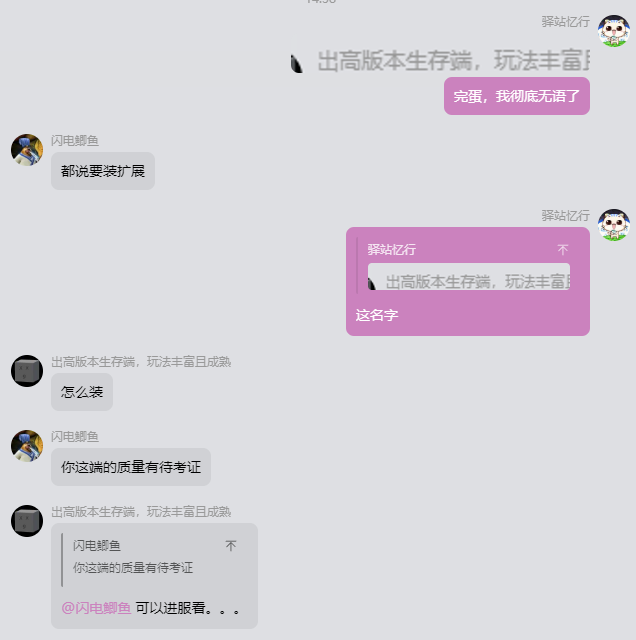 驿站忆行
出高版本生存端，玩法丰富且
完蛋，我彻底无语了
闪电鲫鱼
都说要装扩展
驿站忆行
驿站忆行
出高版本生存端，玩法丰富且
这名字
出高版本生存端，玩法丰富且成熟
怎么装
闪电鲫鱼
你这端的质量有待考证
出高版本生存端，玩法丰富且成熟
闪电鲫鱼
你这端的质量有待考证
@闪电鲫鱼 可以进服看。。。